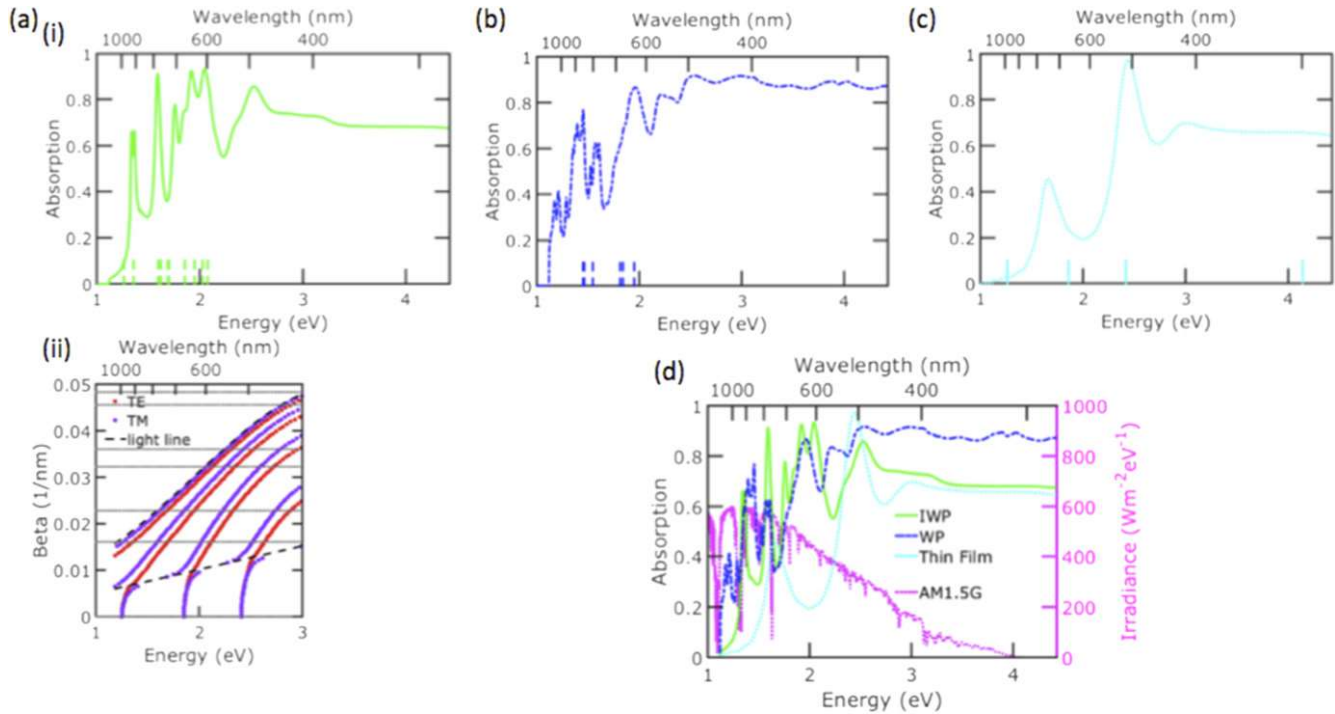 (a) (i)
Wavelength (nm)
1000 600 400
1
0.8
0.6
0.4
0.2
0
Absorption
1 2 3 4
Energy (eV)
(b)
Wavelength (nm)
1000 600 400
1
0.8
0.6
0.4
0.2
0
Absorption
1 2 3 4
Energy (eV)
(c)
Wavelength (nm)
1000 600 400
1
0.8
0.6
0.4
0.2
0
Absorption
1 2 3 4
Energy (eV)
(ii)
Wavelength (nm)
1000 600
0.05
0.04
0.03
0.02
0.01
0
Beta (1/nm)
TE
TM
light line
1 2 3
Energy (eV)
(d)
Wavelength (nm)
1000 600 400
1
0.8
0.6
0.4
0.2
0
Absorption
IWP
WP
Thin Film
AM1.5G
1000
800
600
400
200
0
Irradiance (Wm⁻²eV⁻¹)
1 2 3 4
Energy (eV)